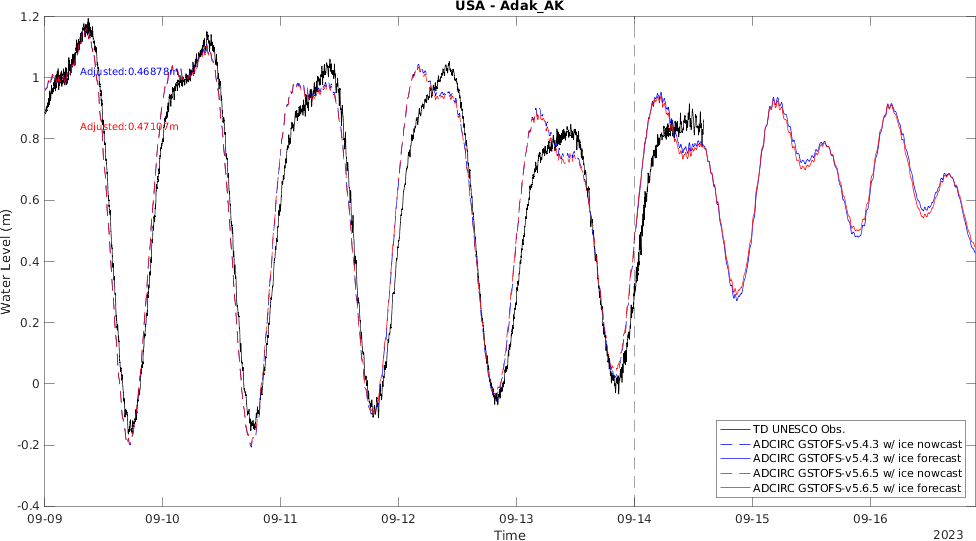 USA - Adak_AK
1.2
1
0.8
0.6
0.4
0.2
0
-0.2
-0.4
Water Level (m)
Adjusted:0.46878m
Adjusted:0.47107m
TD UNESCO Obs.
ADCIRC GSTOFS-v5.4.3 w/ ice nowcast
ADCIRC GSTOFS-v5.4.3 w/ ice forecast
ADCIRC GSTOFS-v5.6.5 w/ ice nowcast
ADCIRC GSTOFS-v5.6.5 w/ ice forecast
09-09 09-10 09-11 09-12 09-13 09-14 09-15 09-16
Time
2023